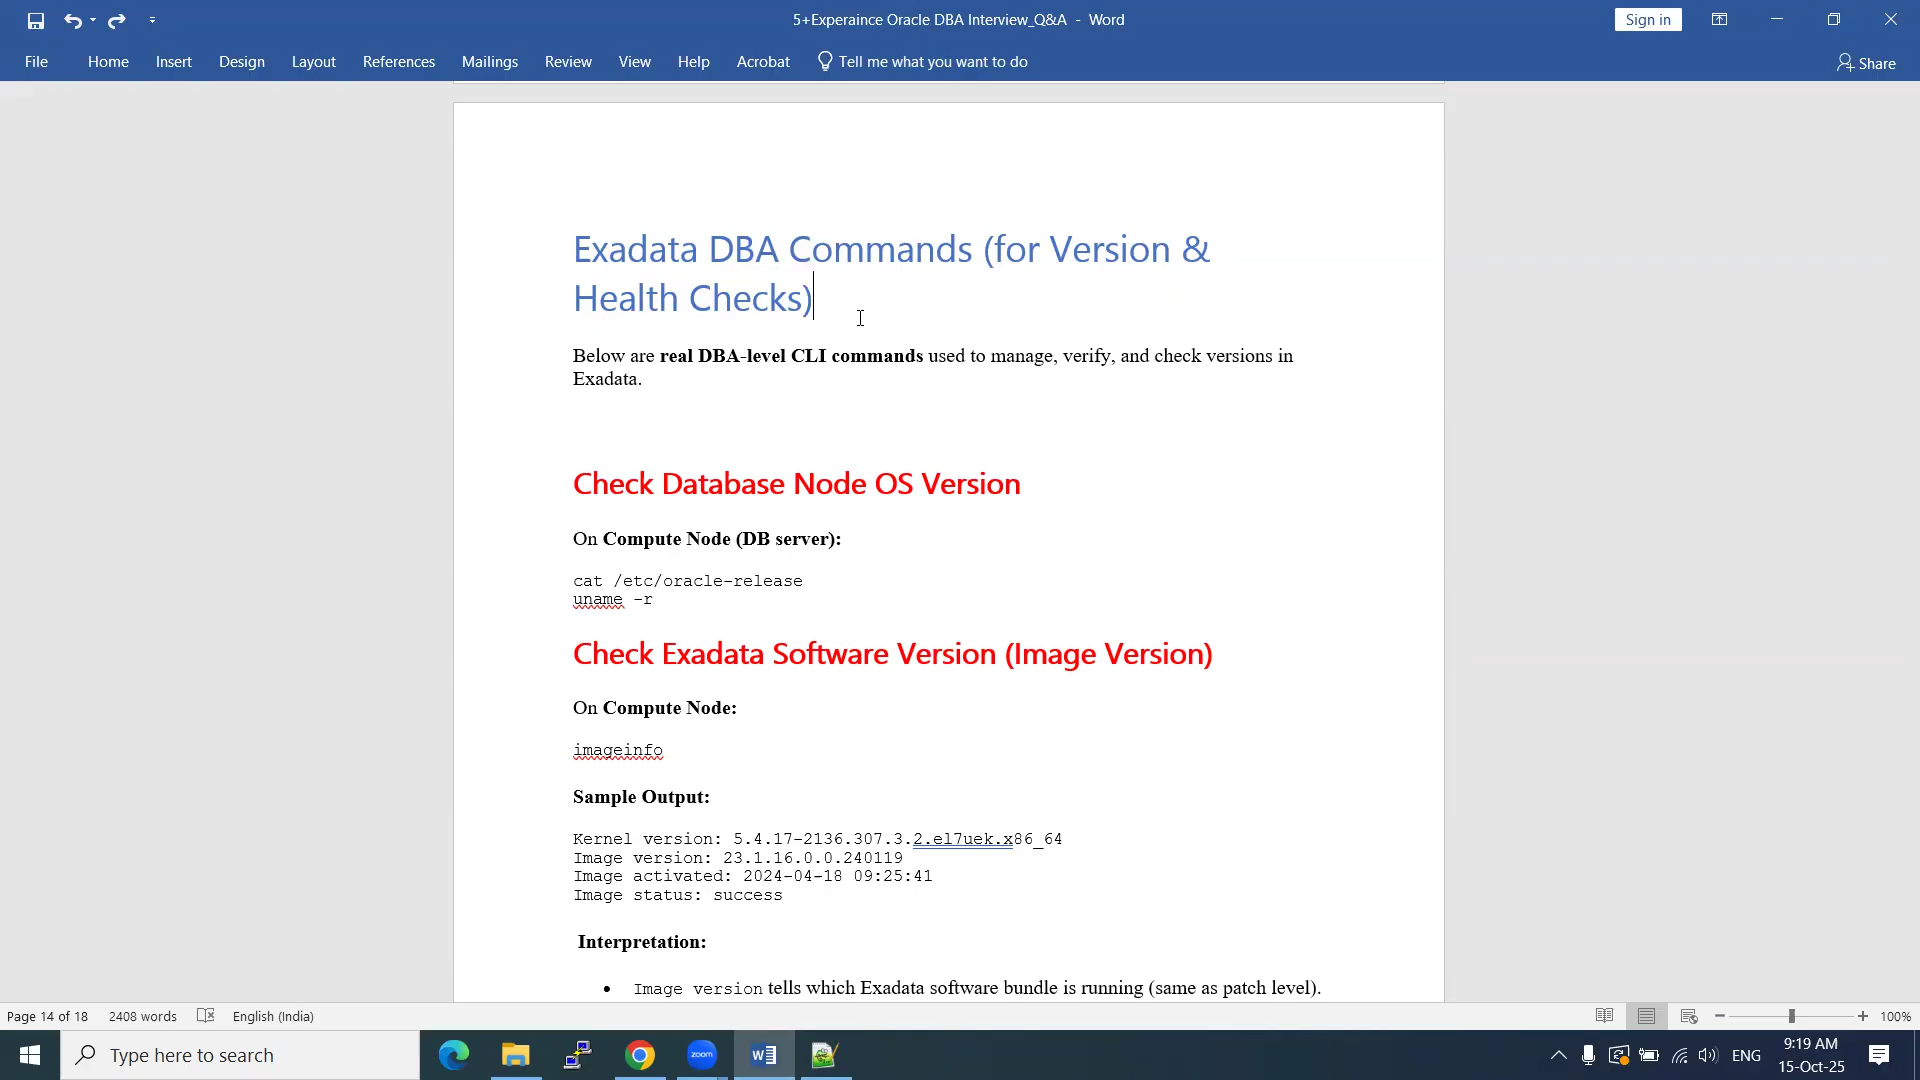 5+Experaince Oracle DBA Interview_Q&A - Word
Sign in
File Home Insert Design Layout References Mailings Review View Help Acrobat Tell me what you want to do
Share
Exadata DBA Commands (for Version &
Health Checks)
Below are real DBA-level CLI commands used to manage, verify, and check versions in
Exadata.
Check Database Node OS Version
On Compute Node (DB server):
cat /etc/oracle-release
uname -r
Check Exadata Software Version (Image Version)
On Compute Node:
imageinfo
Sample Output:
Kernel version: 5.4.17-2136.307.3.2.el7uek.x86_64
Image version: 23.1.16.0.0.240119
Image activated: 2024-04-18 09:25:41
Image status: success
Interpretation:
• Image version tells which Exadata software bundle is running (same as patch level).
Page 14 of 18 2408 words English (India) 100%
Type here to search
zoom
ENG
9:19 AM
15-Oct-25